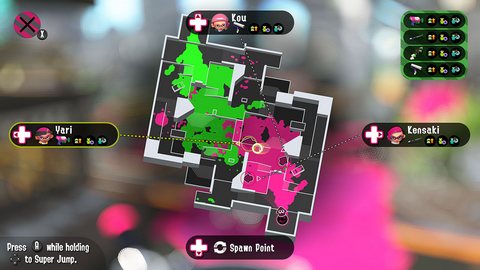 X
Kou
Yari
Kensaki
Press R while holding
to Super Jump.
Spawn Point